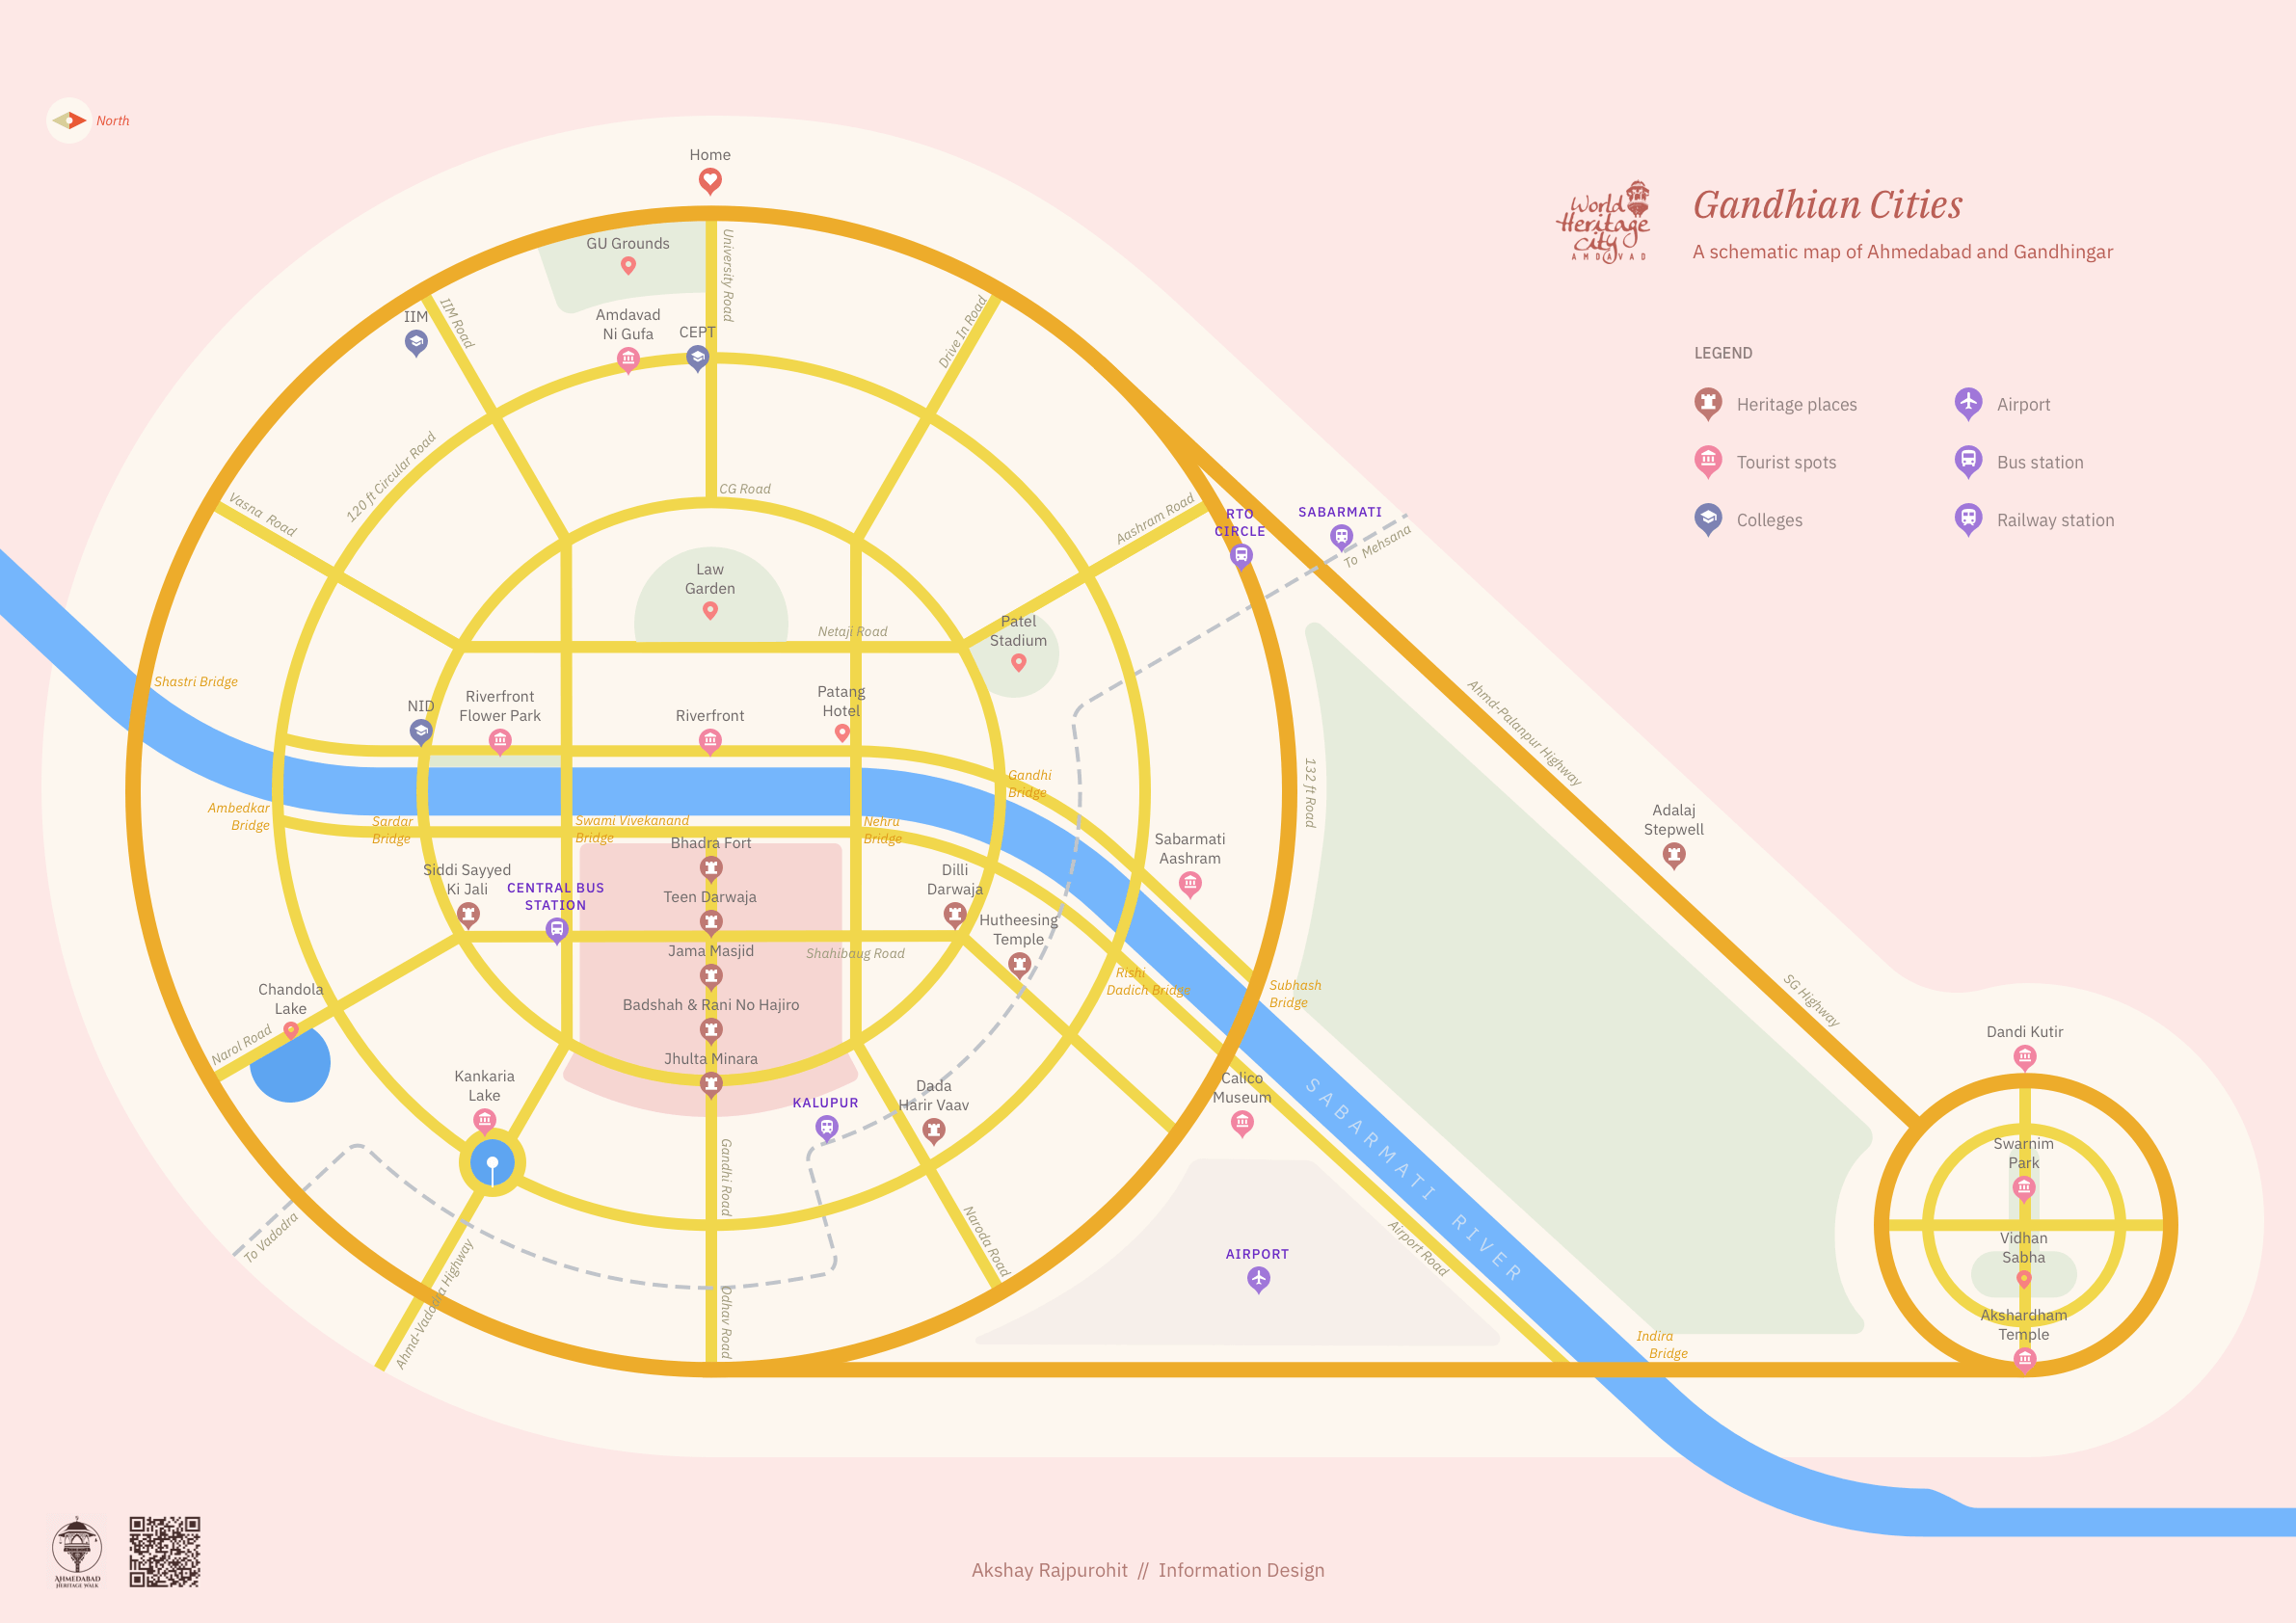 North
World
Heritage
City
AMDAVAD
Gandhian Cities
A schematic map of Ahmedabad and Gandhingar
LEGEND
Heritage places
Airport
Tourist spots
Bus station
Colleges
Railway station
Home
GU Grounds
University Road
IIM
IIM Road
Amdavad
Ni Gufa
CEPT
Drive In Road
120 ft Circular Road
CG Road
Vasna Road
Aashram Road
RTO
CIRCLE
SABARMATI
To Mehsana
Law
Garden
Netaji Road
Patel
Stadium
Shastri Bridge
NID
Riverfront
Flower Park
Riverfront
Patang
Hotel
Ahmd-Palanpur Highway
132 ft Road
Gandhi
Bridge
Ambedkar
Bridge
Sardar
Bridge
Swami Vivekanand
Bridge
Nehru
Bridge
Bhadra Fort
Sabarmati
Aashram
Adalaj
Stepwell
Siddi Sayyed
Ki Jali
CENTRAL BUS
STATION
Teen Darwaja
Dilli
Darwaja
Hutheesing
Temple
Jama Masjid
Shahibaug Road
Rishi
Dadich Bridge
Subhash
Bridge
SG Highway
Chandola
Lake
Badshah & Rani No Hajiro
Narol Road
Jhulta Minara
Kankaria
Lake
KALUPUR
Dada
Harir Vaav
Calico
Museum
SABARMATI RIVER
Dandi Kutir
Swarnim
Park
Gandhi Road
Naroda Road
To Vadodra
Ahmd-Vadodra Highway
Odhav Road
AIRPORT
Airport Road
Vidhan
Sabha
Akshardham
Temple
Indira
Bridge
AHMEDABAD
HERITAGE WALK
Akshay Rajpurohit // Information Design